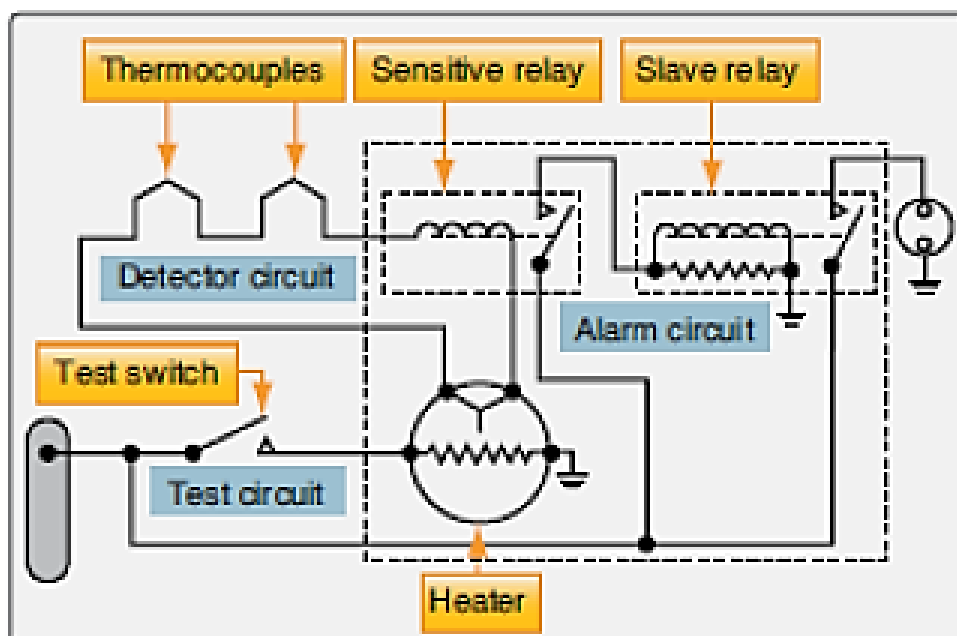 Thermocouples
Sensitive relay
Slave relay
Detector circuit
Alarm circuit
Test switch
Test circuit
Heater